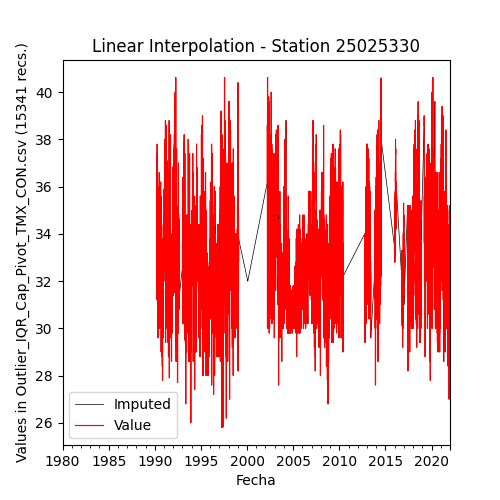 Linear Interpolation - Station 25025330
Values in Outlier_IQR_Cap_Pivot_TMX_CON.csv (15341 recs.)
40
38
36
34
32
30
28
26
Imputed
Value
1980 1985 1990 1995 2000 2005 2010 2015 2020
Fecha